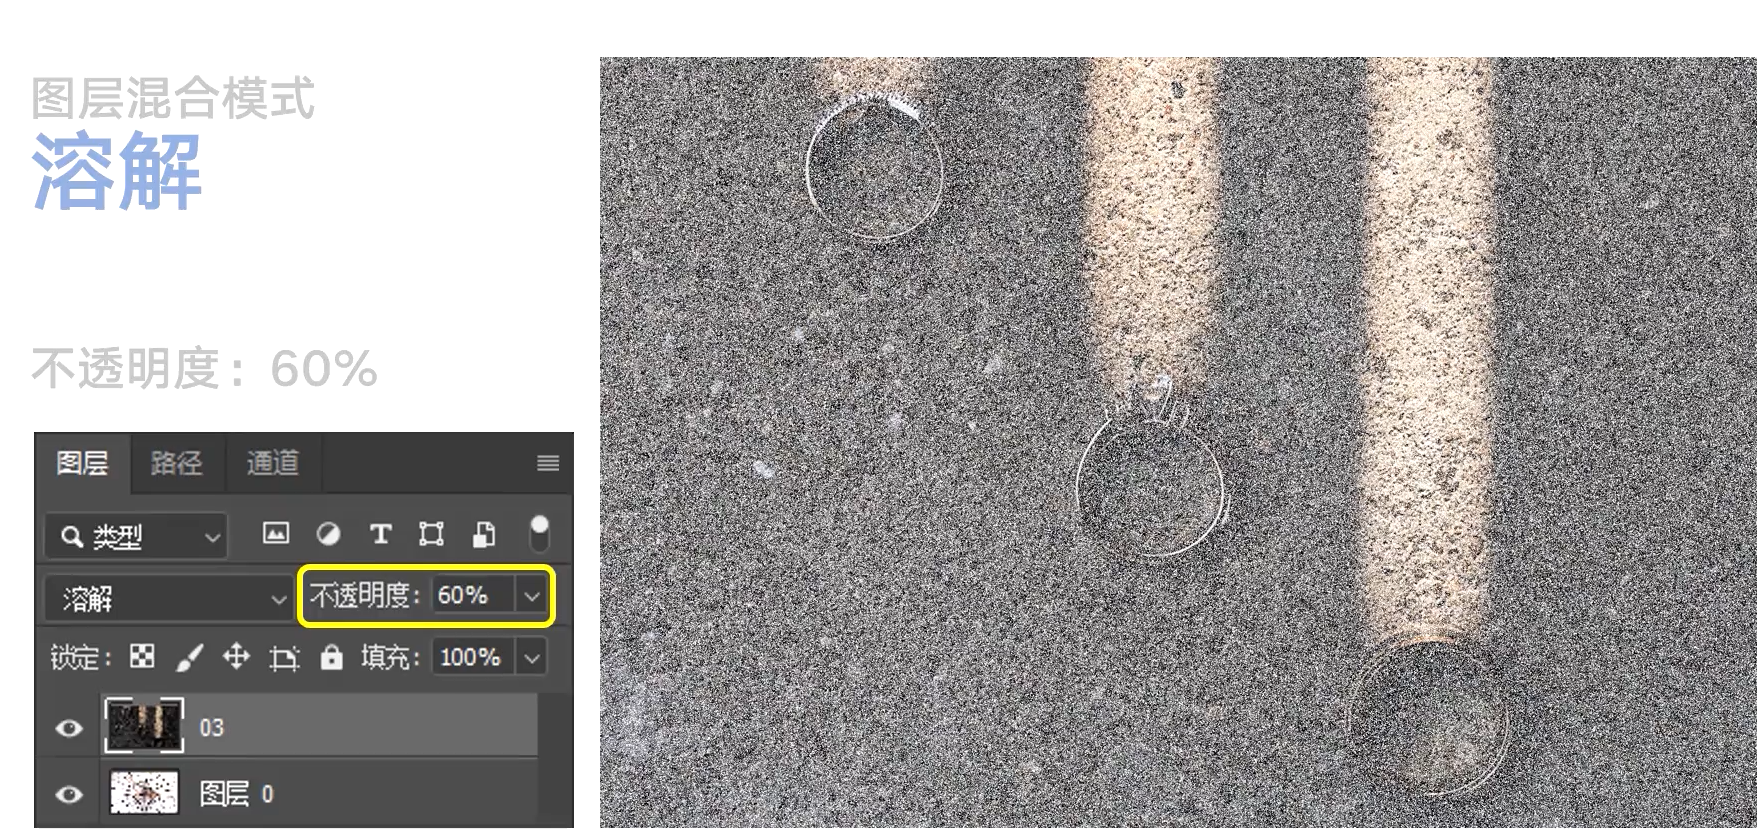 图层混合模式
溶解
不透明度：60%
图层 路径 通道
类型
溶解 不透明度：60%
锁定： 填充：100%
03
图层 0